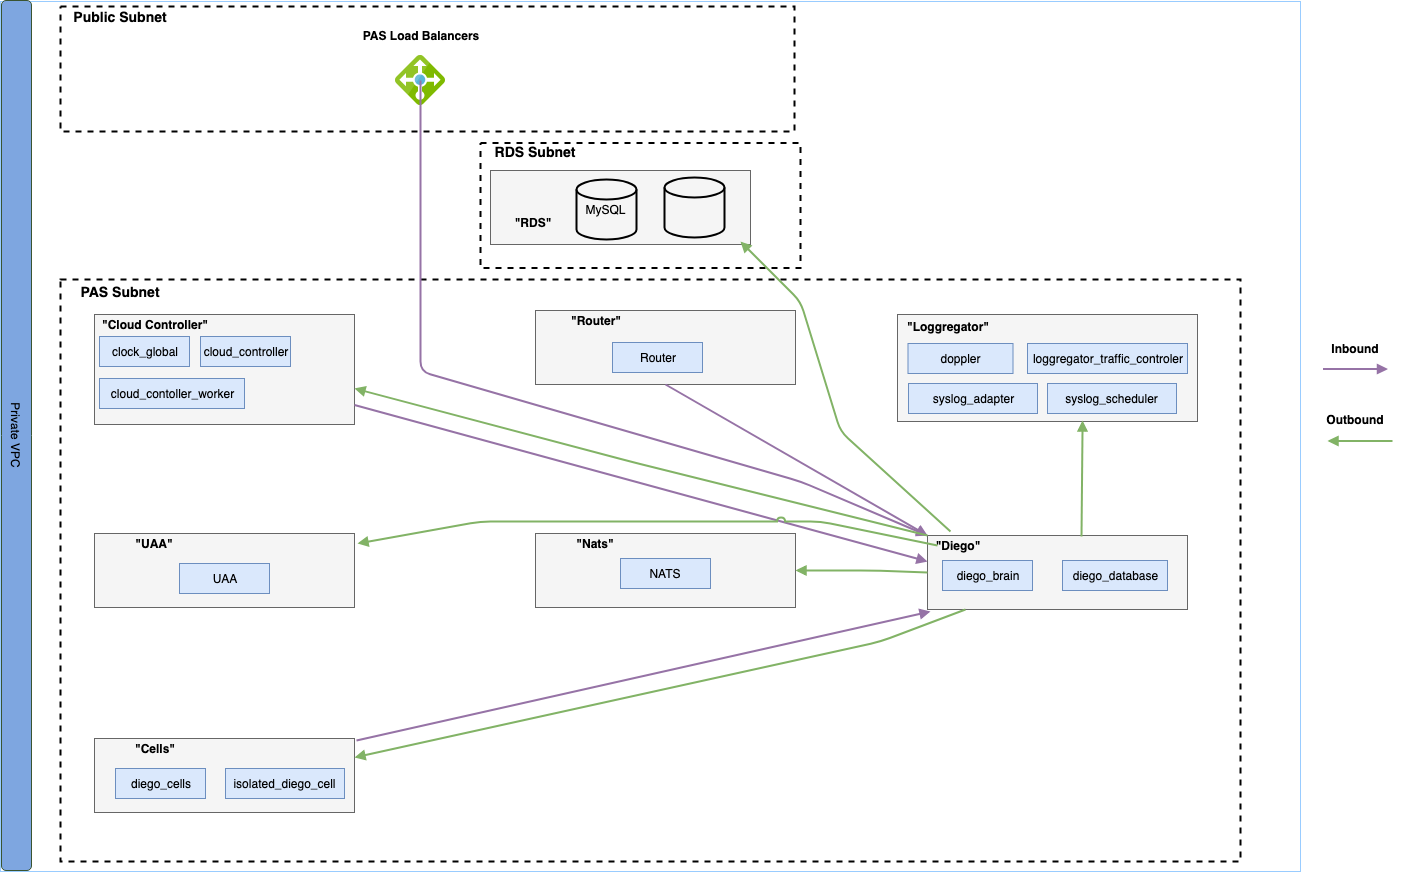 Public Subnet
PAS Load Balancers
RDS Subnet
"RDS"
MySQL
PAS Subnet
"Cloud Controller"
clock_global
cloud_controller
cloud_contoller_worker
"Router"
Router
"Loggregator"
doppler
loggregator_traffic_controler
syslog_adapter
syslog_scheduler
Inbound
Outbound
Private VPC
"UAA"
UAA
"Nats"
NATS
"Diego"
diego_brain
diego_database
"Cells"
diego_cells
isolated_diego_cell